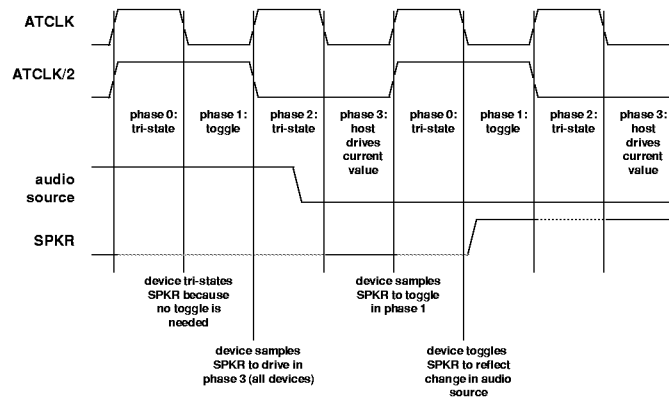 ATCLK
ATCLK/2
phase 0:
tri-state
phase 1:
toggle
phase 2:
tri-state
phase 3:
host
drives
current
value
phase 0:
tri-state
phase 1:
toggle
phase 2:
tri-state
phase 3:
host
drives
current
value
audio
source
SPKR
device tri-states
SPKR because
no toggle is
needed
device samples
SPKR to toggle
in phase 1
device samples
SPKR to drive in
phase 3 (all devices)
device toggles
SPKR to reflect
change in audio
source